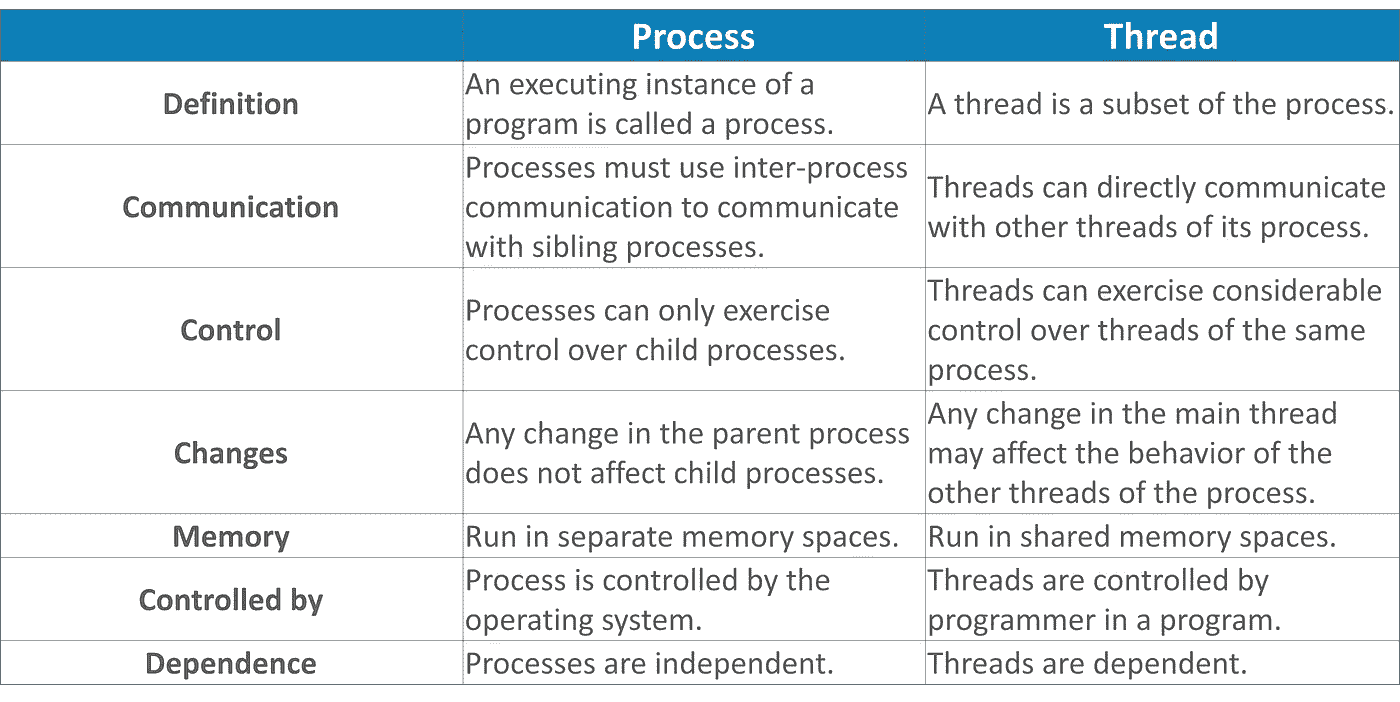 Process
Thread
Definition
An executing instance of a
program is called a process.
A thread is a subset of the process.
Communication
Processes must use inter-process
communication to communicate
with sibling processes.
Threads can directly communicate
with other threads of its process.
Control
Processes can only exercise
control over child processes.
Threads can exercise considerable
control over threads of the same
process.
Changes
Any change in the parent process
does not affect child processes.
Any change in the main thread
may affect the behavior of the
other threads of the process.
Memory
Run in separate memory spaces.
Run in shared memory spaces.
Controlled by
Process is controlled by the
operating system.
Threads are controlled by
programmer in a program.
Dependence
Processes are independent.
Threads are dependent.